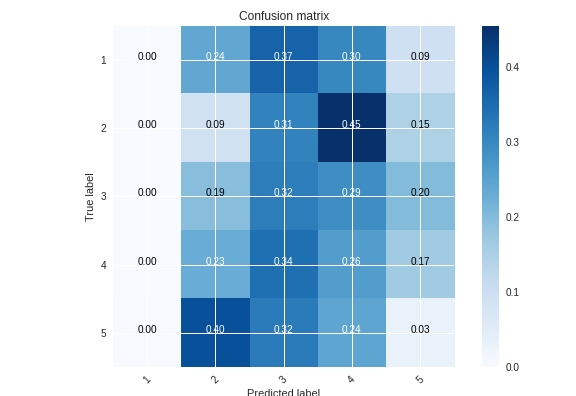 Confusion matrix
1 0.00 0.24 0.37 0.30 0.09
2 0.00 0.09 0.31 0.45 0.15
3 0.00 0.19 0.32 0.29 0.20
4 0.00 0.23 0.34 0.26 0.17
5 0.00 0.40 0.32 0.24 0.03
1 2 3 4 5
True label
Predicted label
0.4
0.3
0.2
0.1
0.0